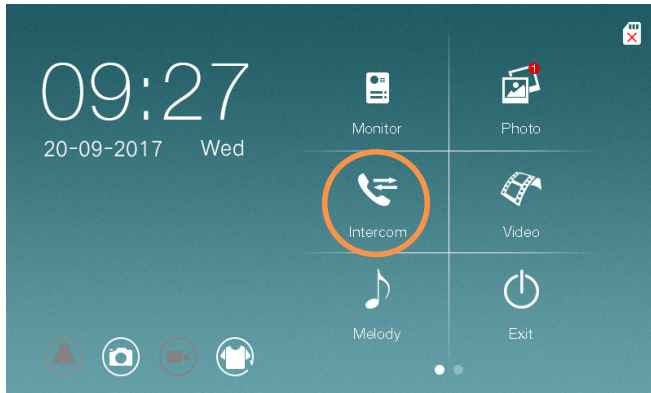 09:27
20-09-2017 Wed
Monitor
1
Photo
Intercom
Video
Melody
Exit